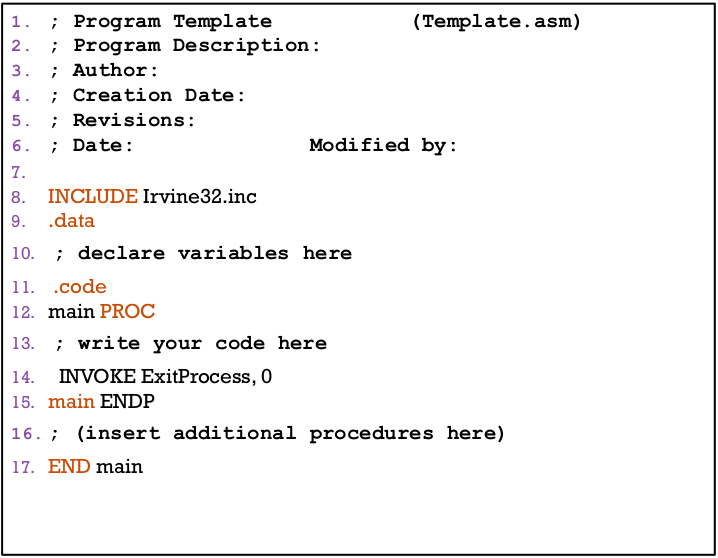 1. ; Program Template (Template.asm)
2. ; Program Description:
3. ; Author:
4. ; Creation Date:
5. ; Revisions:
6. ; Date: Modified by:
7.
8. INCLUDE Irvine32.inc
9. .data
10. ; declare variables here
11. .code
12. main PROC
13. ; write your code here
14. INVOKE ExitProcess, 0
15. main ENDP
16. ; (insert additional procedures here)
17. END main